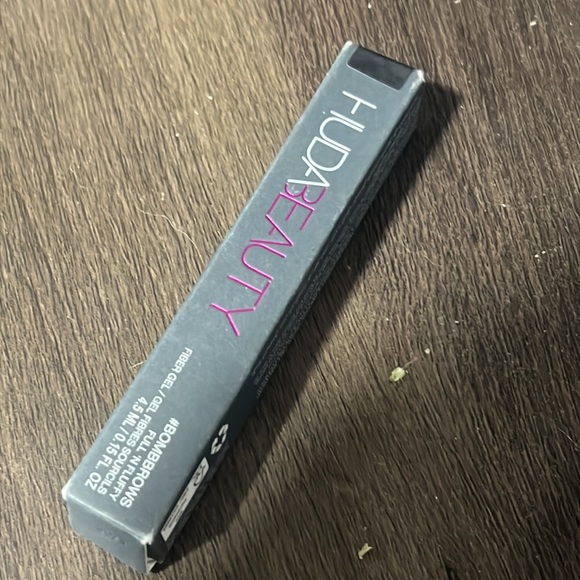 HUDABEAUTY
#BOMBBROWS
FULL 'N FLUFFY
FIBER GEL/GEL FIBRES SOURCILS
4.5 ML/0.15 FL. OZ